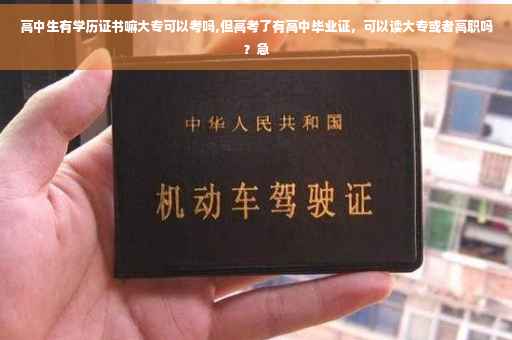 高中生有学历证书嘛大专可以考吗,但高考了有高中毕业证，可以读大专或者高职吗
？急
中华人民共和国
机动车驾驶证